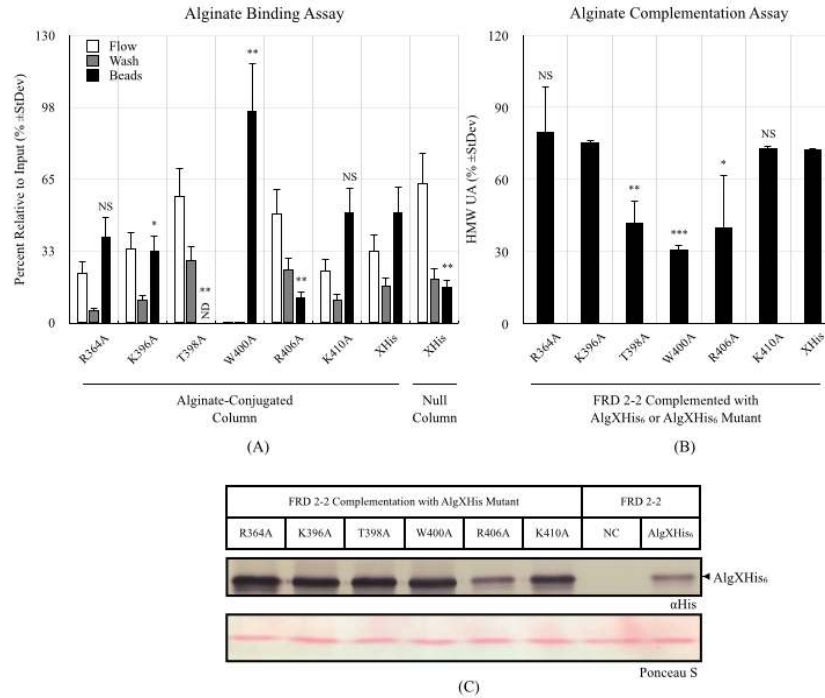 Alginate Binding Assay
Percent Relative to Input (% ±StDev)
130
98
65
33
0
Flow
Wash
Beads
NS
*
**
ND
**
**
NS
**
R364A
K396A
T398A
W400A
R406A
K410A
XHis
XHis
Alginate-Conjugated
Column
Null
Column
(A)
Alginate Complementation Assay
HMW UA (% ±StDev)
120
90
60
30
0
NS
**
***
*
NS
R364A
K396A
T398A
W400A
R406A
K410A
XHis
FRD 2-2 Complemented with
AlgXHis₆ or AlgXHis₆ Mutant
(B)
FRD 2-2 Complementation with AlgXHis Mutant FRD 2-2
R364A K396A T398A W400A R406A K410A NC AlgXHis₆
AlgXHis₆
αHis
Ponceau S
(C)